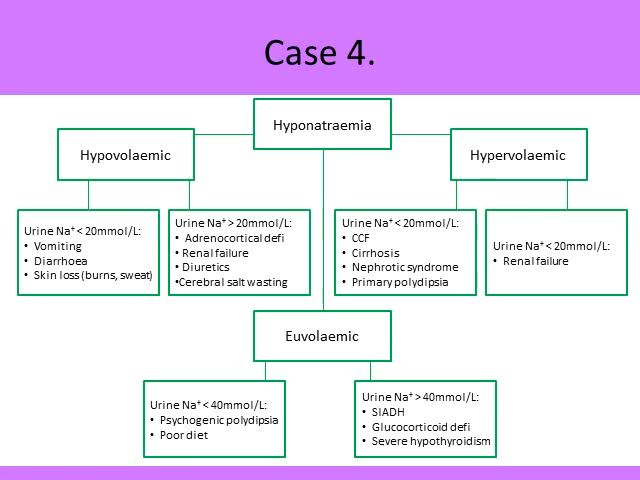 Case 4.
Hyponatraemia
Hypovolaemic
Hypervolaemic
Urine Na⁺ < 20mmol/L:
• Vomiting
• Diarrhoea
• Skin loss (burns, sweat)
Urine Na⁺ > 20mmol/L:
• Adrenocortical defi
• Renal failure
• Diuretics
•Cerebral salt wasting
Urine Na⁺ < 20mmol/L:
• CCF
• Cirrhosis
• Nephrotic syndrome
• Primary polydipsia
Urine Na⁺ < 20mmol/L:
• Renal failure
Euvolaemic
Urine Na⁺ < 40mmol/L:
• Psychogenic polydipsia
• Poor diet
Urine Na⁺ > 40mmol/L:
• SIADH
• Glucocorticoid defi
• Severe hypothyroidism